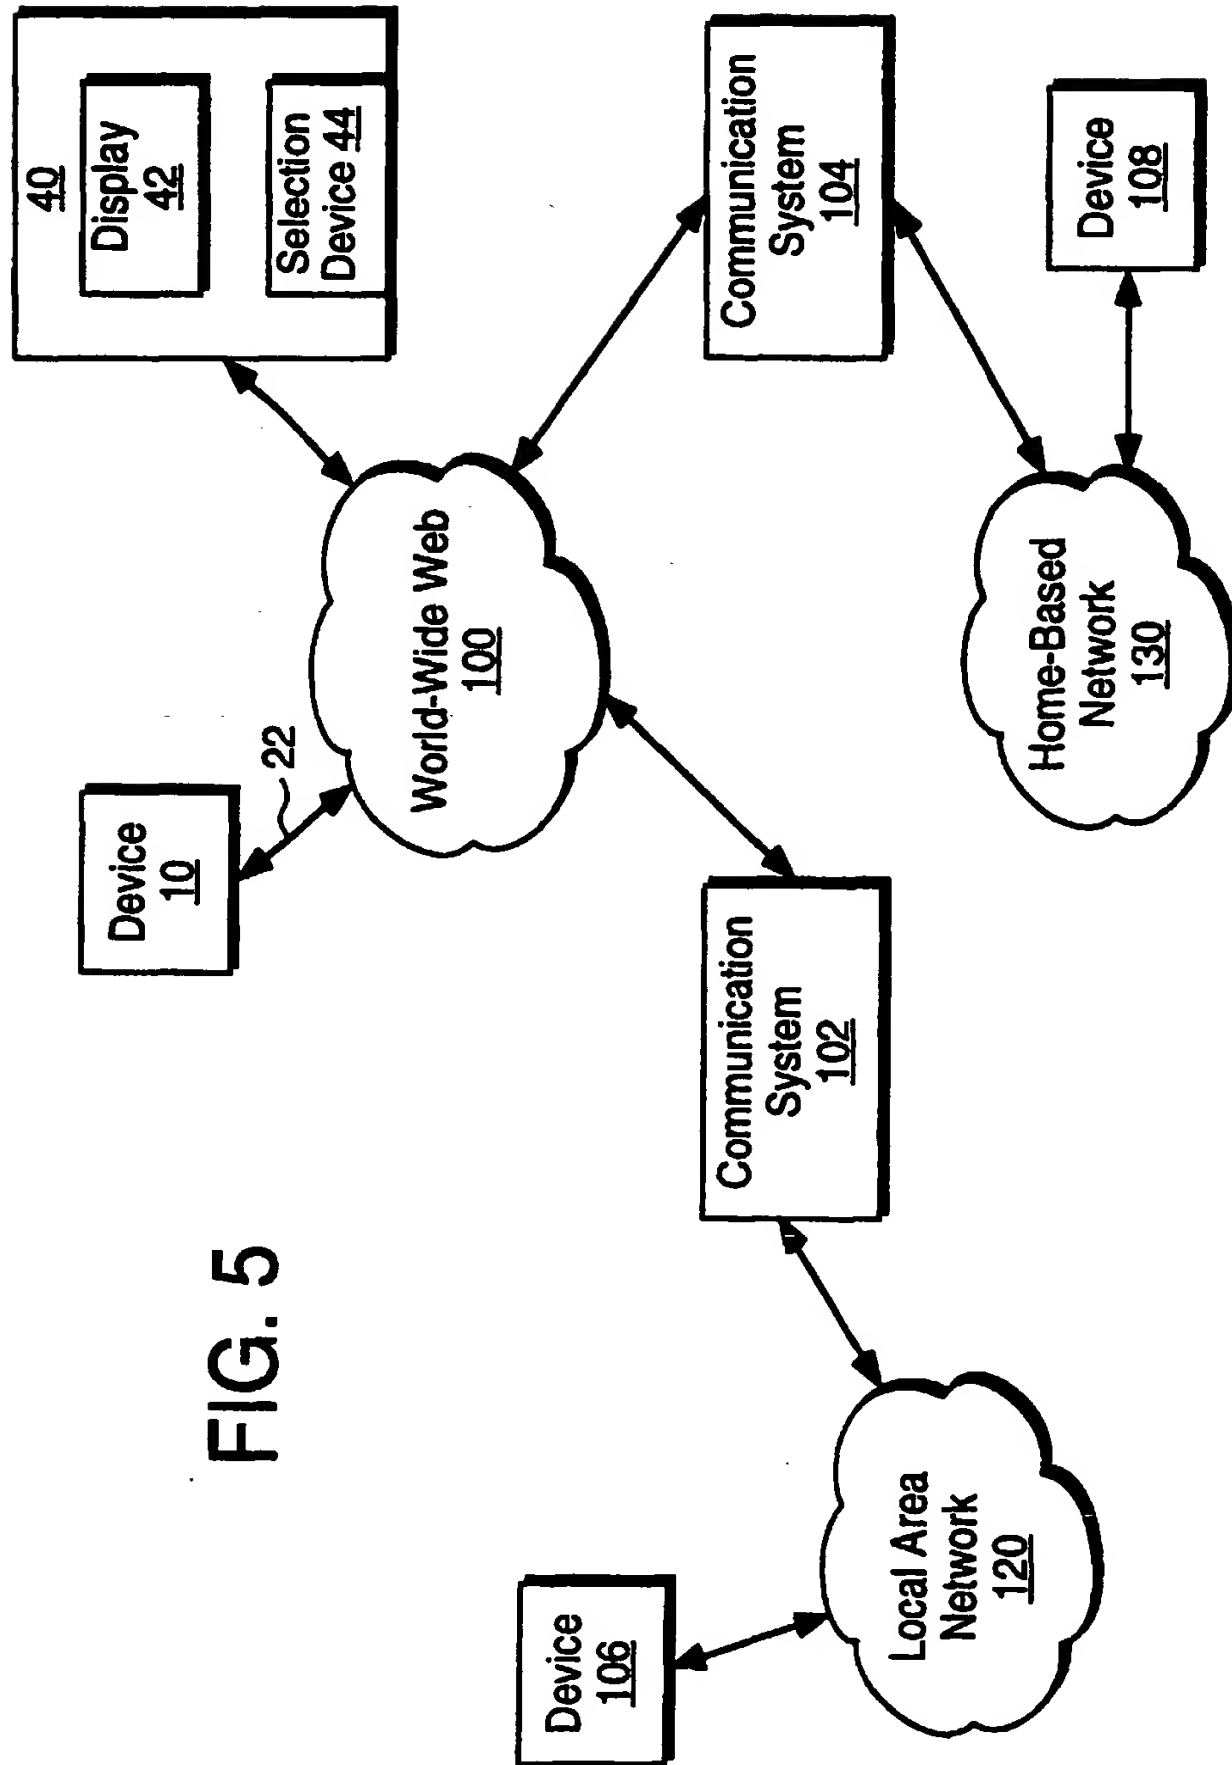 FIG. 5
Device
10
22
40
Display
42
Selection
Device 44
World-Wide Web
100
Device
106
Communication
System
102
Communication
System
104
Local Area
Network
120
Home-Based
Network
130
Device
108